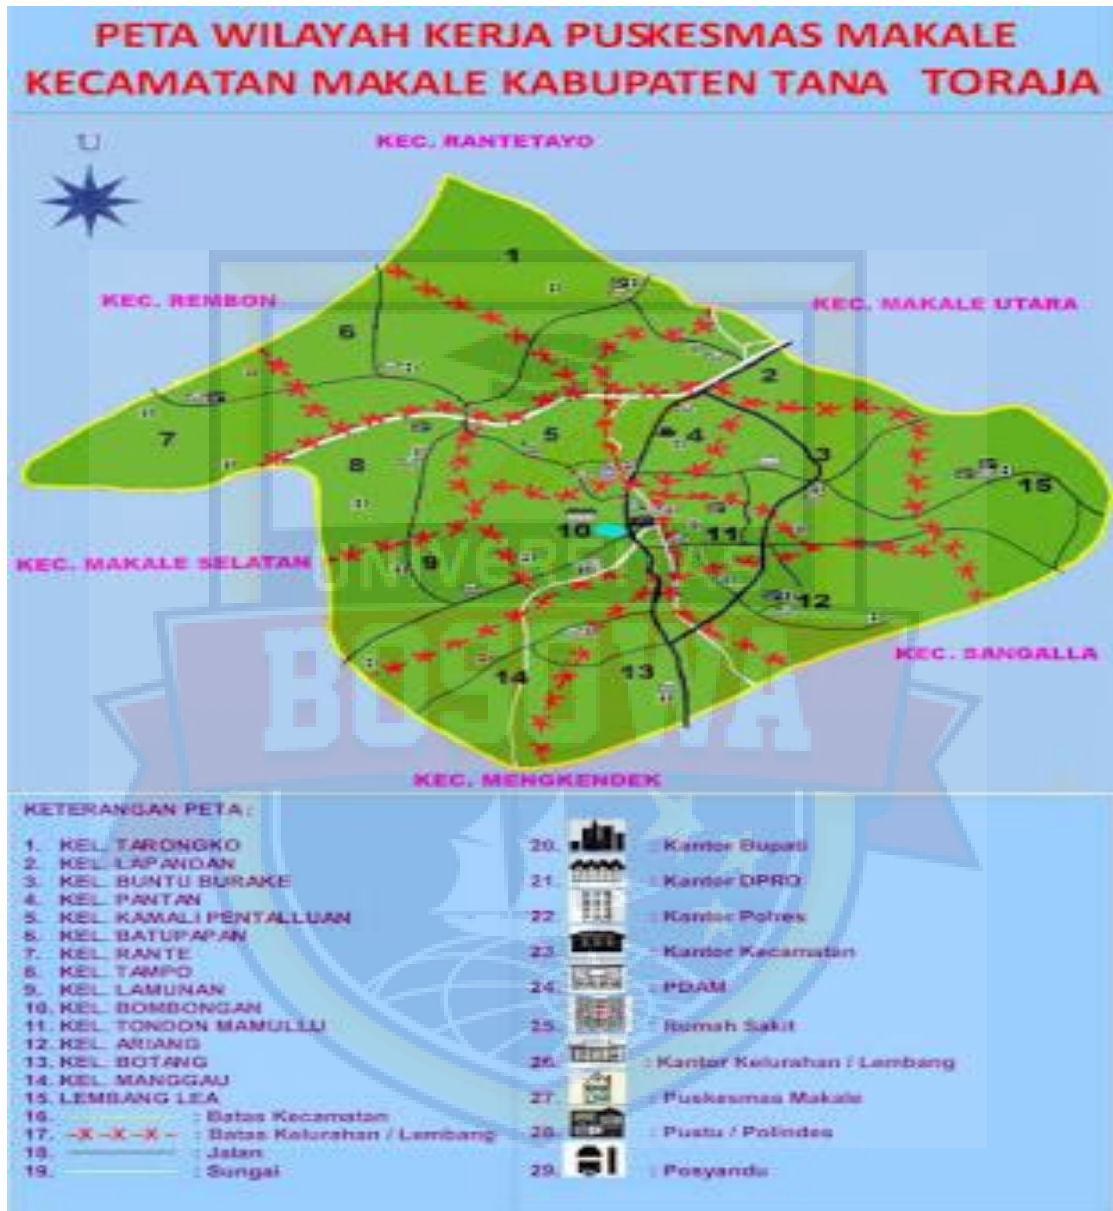 PETA WILAYAH KERJA PUSKESMAS MAKALE
KECAMATAN MAKALE KABUPATEN TANA TORAJA
U
KEC. RANTETAYO
KEC. REMBON
KEC. MAKALE UTARA
1
6
2
7
5
4
3
8
15
10
11
9
12
KEC. MAKALE SELATAN
UNIVERSITAS
BOSOWA
KEC. SANGALLA
14
13
KEC. MENGKENDEK
KETERANGAN PETA :
1. KEL. TARONGKO
2. KEL. LAPANDAN
3. KEL. BUNTU BURAKE
4. KEL. PANTAN
5. KEL. KAMALI PENTALLUAN
6. KEL. BATUPAPAN
7. KEL. RANTE
8. KEL. TAMPO
9. KEL. LAMUNAN
10. KEL. BOMBONGAN
11. KEL. TONDON MAMULLU
12. KEL. ARIANG
13. KEL. BOTANG
14. KEL. MANGGAU
15. LEMBANG LEA
16. : Batas Kecamatan
17. -X-X-X- : Batas Kelurahan / Lembang
18. : Jalan
19. : Sungai
20. : Kantor Bupati
21. : Kantor DPRD
22. : Kantor Polres
23. : Kantor Kecamatan
24. : PDAM
25. : Rumah Sakit
26. : Kantor Kelurahan / Lembang
27. : Puskesmas Makale
28. : Pustu / Polindes
29. : Posyandu